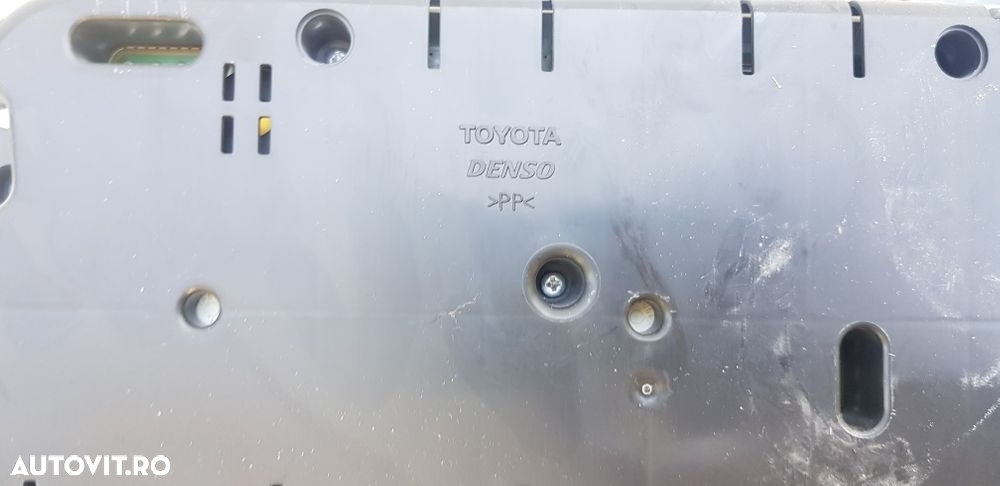 TOYOTA
DENSO
>PP<
AUTOVIT.RO